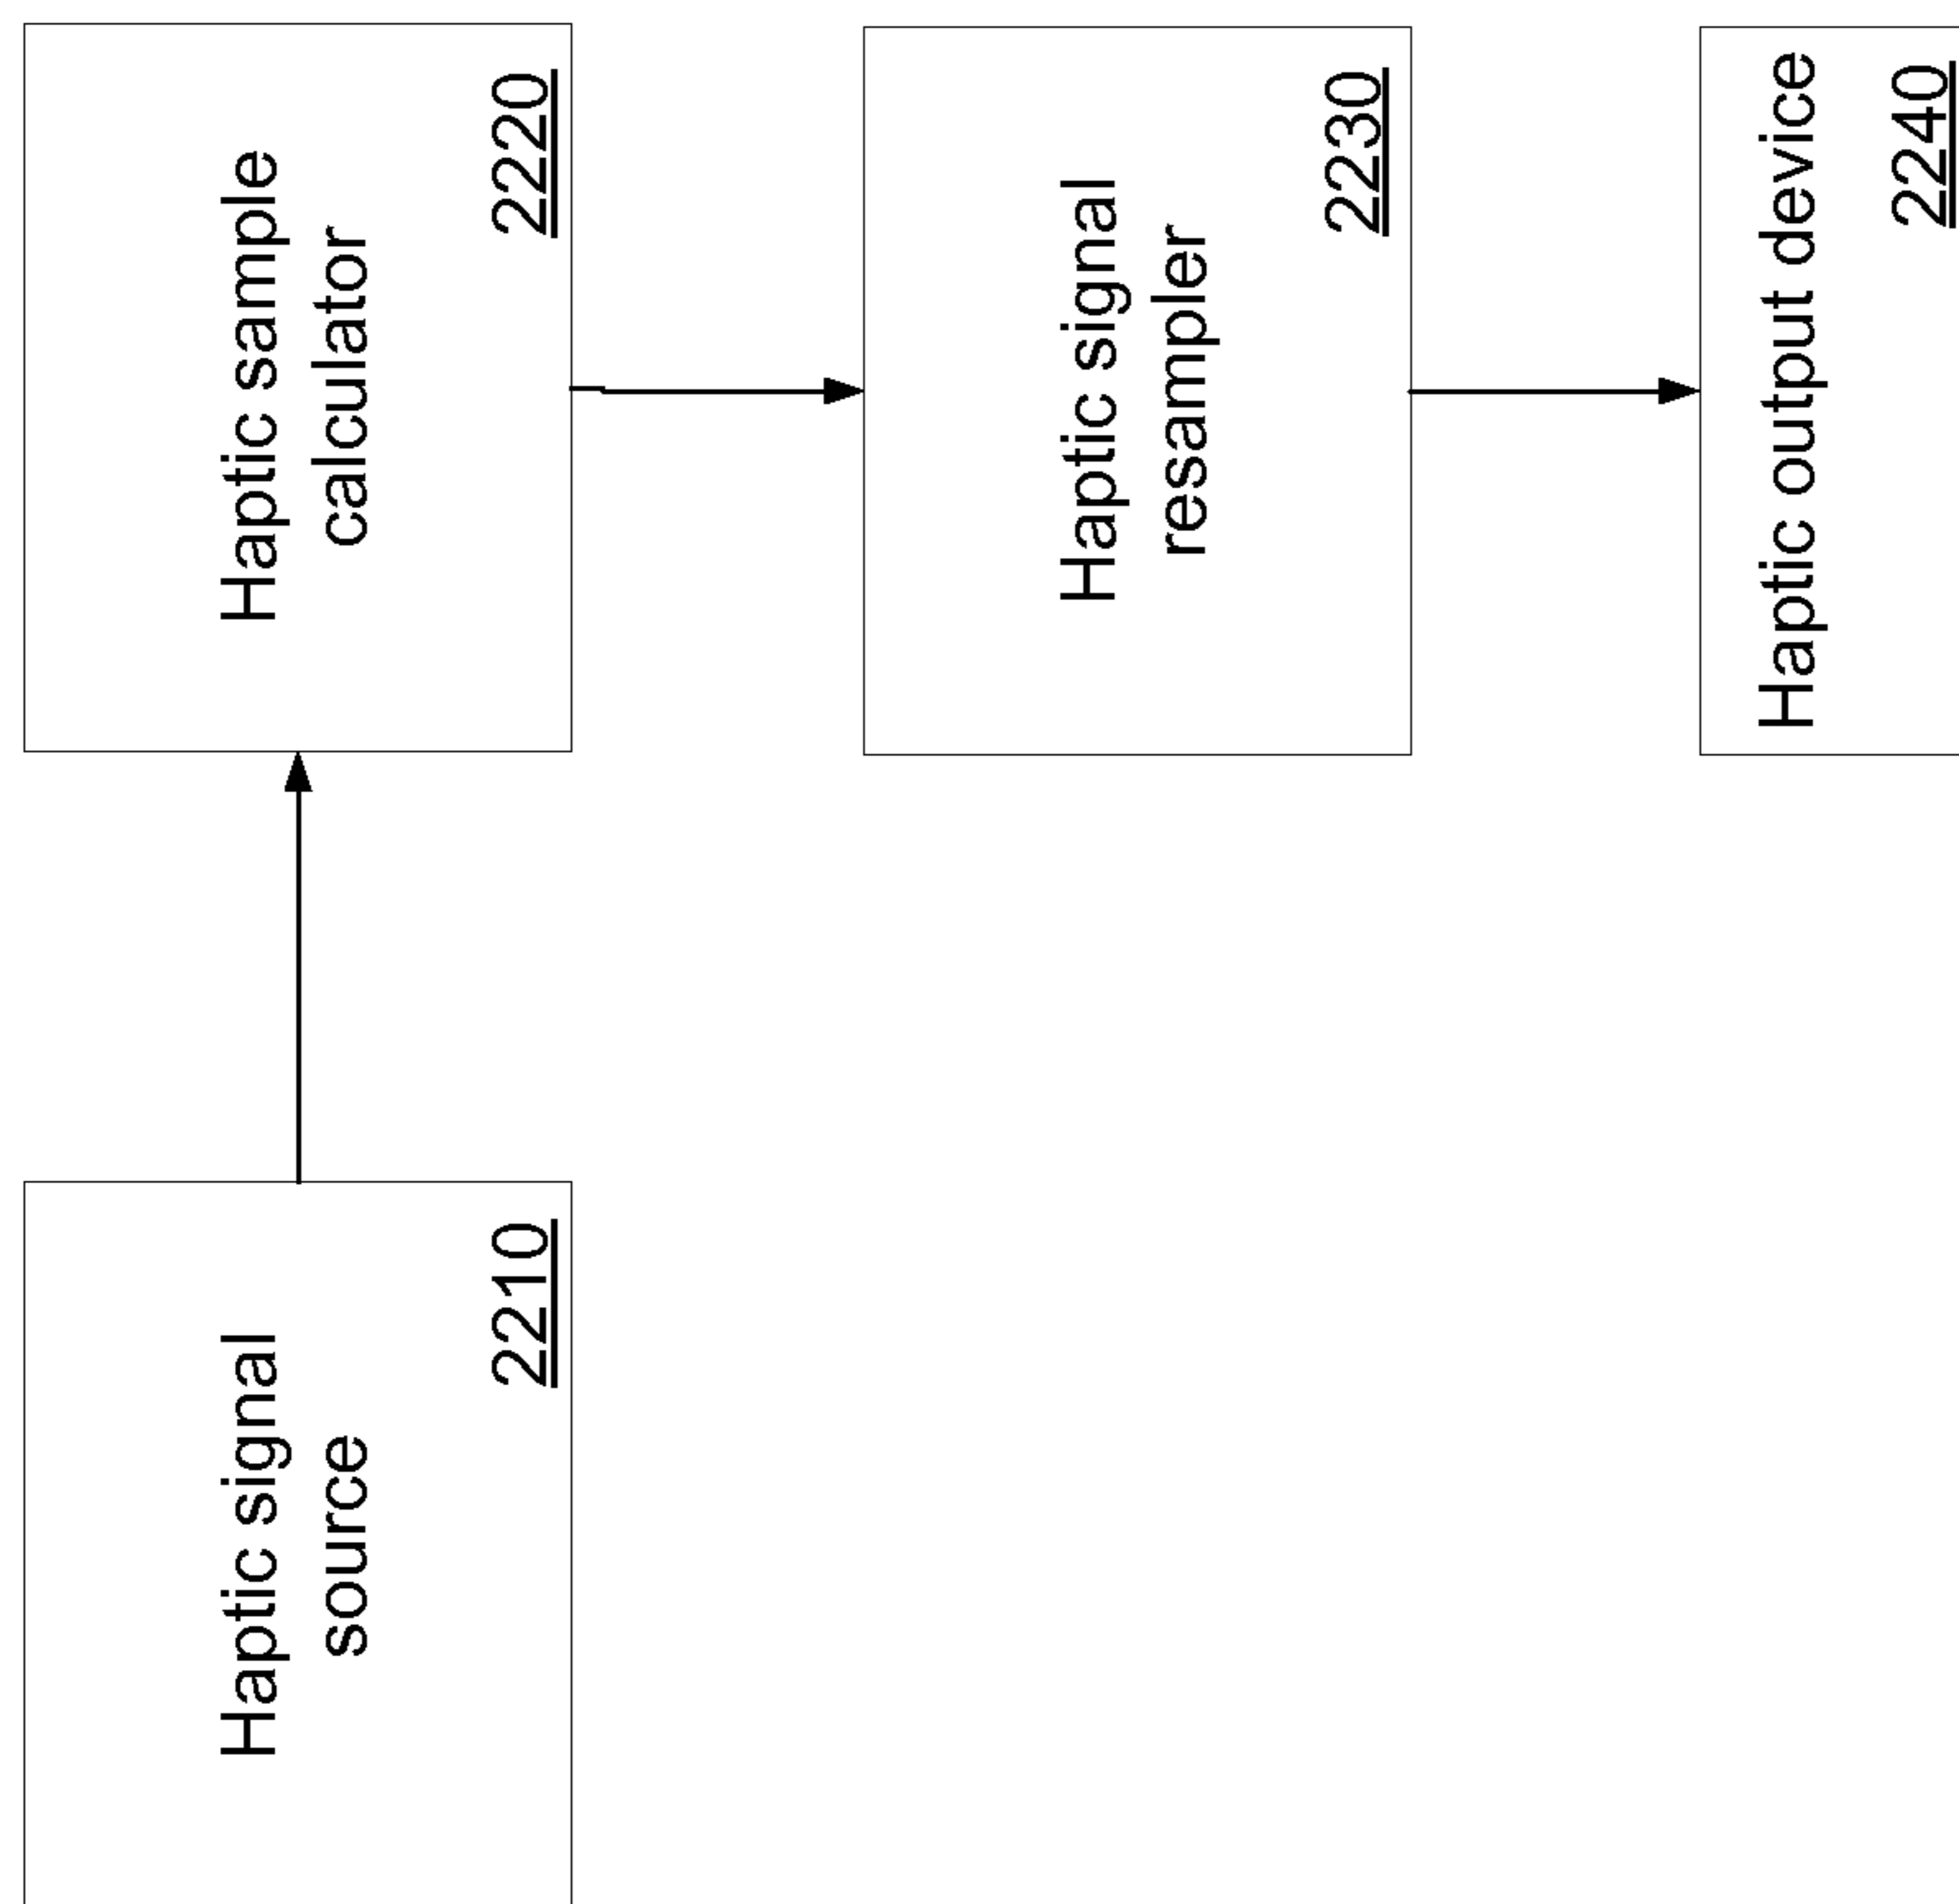 Haptic signal
source
2210
Haptic sample
calculator
2220
Haptic signal
resampler
2230
Haptic output device
2240